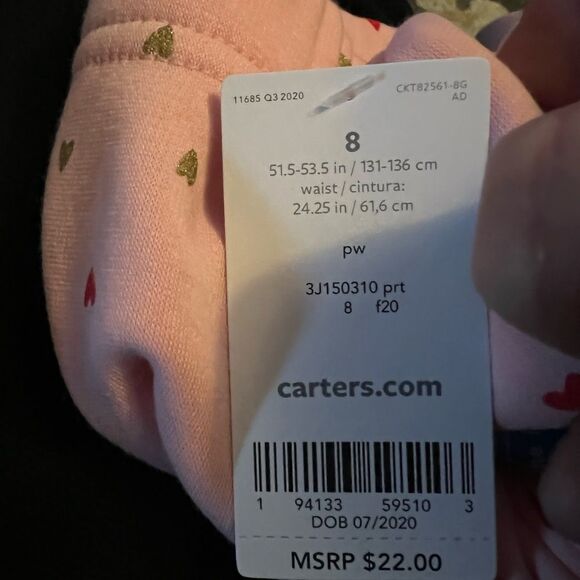 11685 Q3 2020
CKT82561-8G
AD
8
51.5-53.5 in / 131-136 cm
waist / cintura:
24.25 in / 61,6 cm
pw
3J150310 prt
8 f20
carters.com
1 94133 59510 3
DOB 07/2020
MSRP $22.00